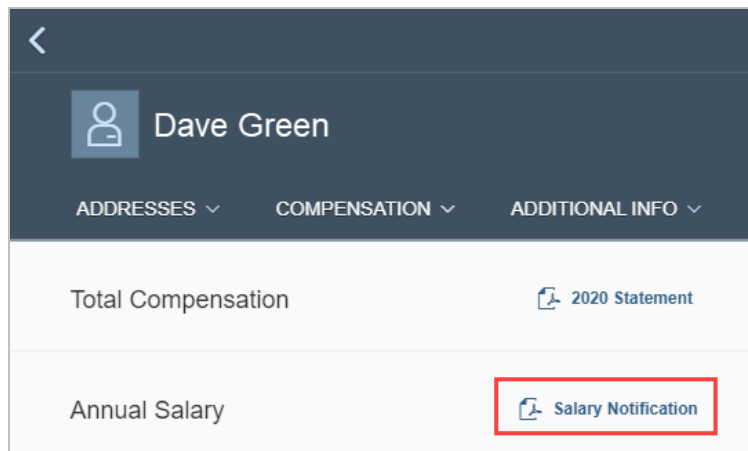 Dave Green
ADDRESSES COMPENSATION ADDITIONAL INFO
Total Compensation 2020 Statement
Annual Salary Salary Notification